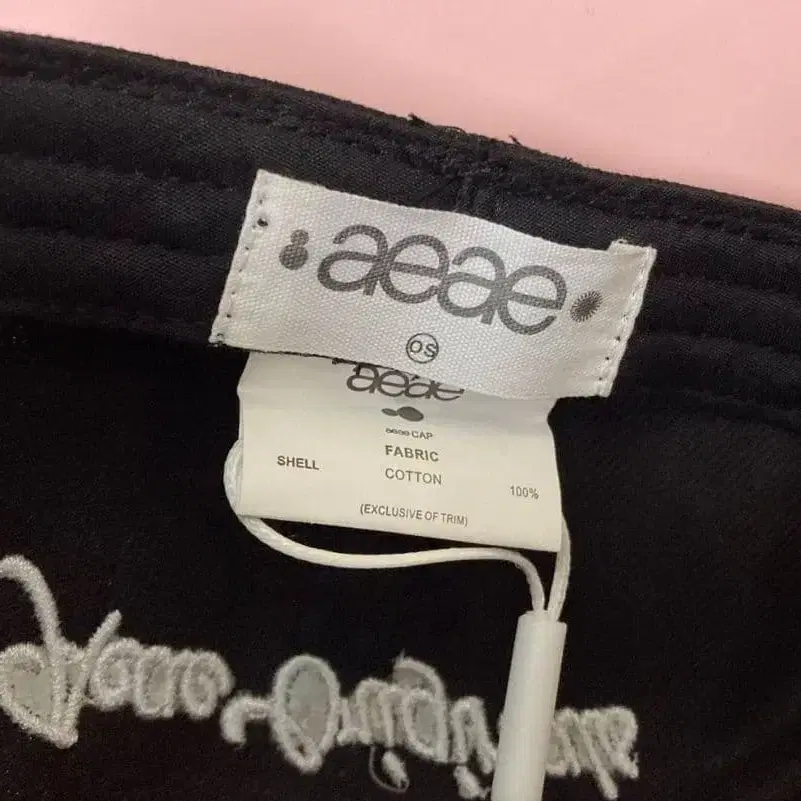 aeae
OS
aeae
aeae CAP
FABRIC
SHELL COTTON 100%
(EXCLUSIVE OF TRIM)